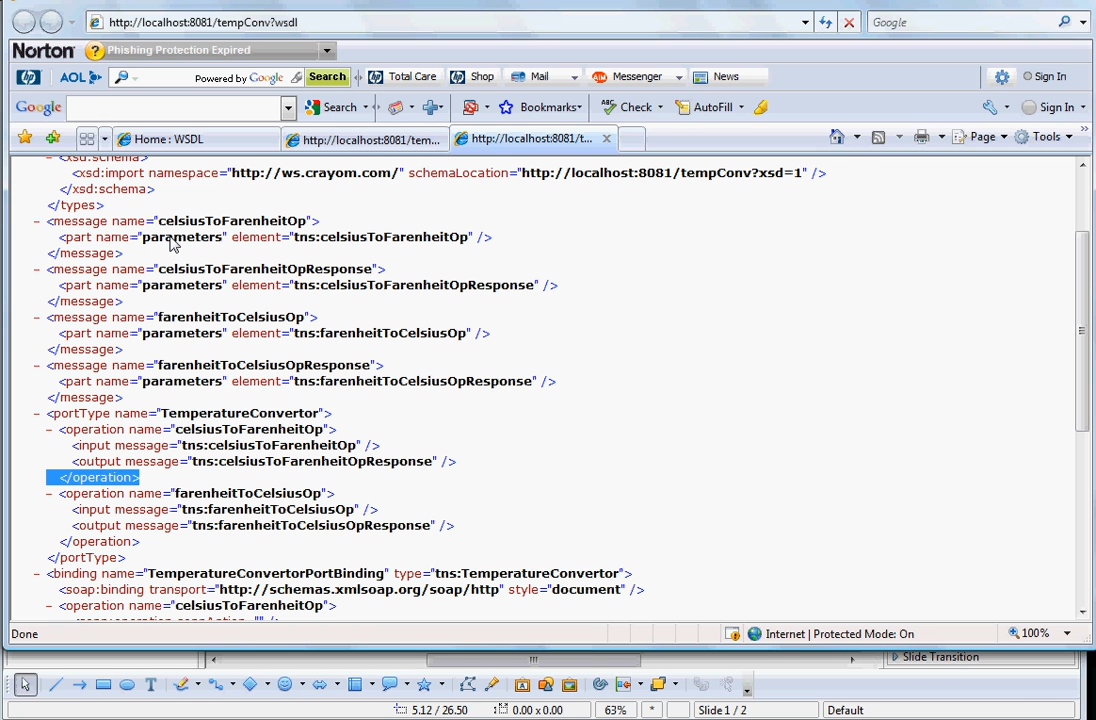 http://localhost:8081/tempConv?wsdl
Google
Norton ? Phishing Protection Expired
hp AOL Powered by Google Search Total Care Shop Mail AIM Messenger News Sign In
Google Search Bookmarks ABC Check AutoFill Sign In
Home : WSDL http://localhost:8081/tem... http://localhost:8081/t... Page Tools »
- <xsd:schema>
<xsd:import namespace="http://ws.crayom.com/" schemaLocation="http://localhost:8081/tempConv?xsd=1" />
</xsd:schema>
</types>
- <message name="celsiusToFarenheitOp">
<part name="parameters" element="tns:celsiusToFarenheitOp" />
</message>
- <message name="celsiusToFarenheitOpResponse">
<part name="parameters" element="tns:celsiusToFarenheitOpResponse" />
</message>
- <message name="farenheitToCelsiusOp">
<part name="parameters" element="tns:farenheitToCelsiusOp" />
</message>
- <message name="farenheitToCelsiusOpResponse">
<part name="parameters" element="tns:farenheitToCelsiusOpResponse" />
</message>
- <portType name="TemperatureConvertor">
- <operation name="celsiusToFarenheitOp">
<input message="tns:celsiusToFarenheitOp" />
<output message="tns:celsiusToFarenheitOpResponse" />
</operation>
- <operation name="farenheitToCelsiusOp">
<input message="tns:farenheitToCelsiusOp" />
<output message="tns:farenheitToCelsiusOpResponse" />
</operation>
</portType>
- <binding name="TemperatureConvertorPortBinding" type="tns:TemperatureConvertor">
<soap:binding transport="http://schemas.xmlsoap.org/soap/http" style="document" />
- <operation name="celsiusToFarenheitOp">
<soap:operation soapAction="" />
Done Internet | Protected Mode: On 100%
Slide Transition
T
5.12 / 26.50 0.00 x 0.00 63% * Slide 1 / 2 Default